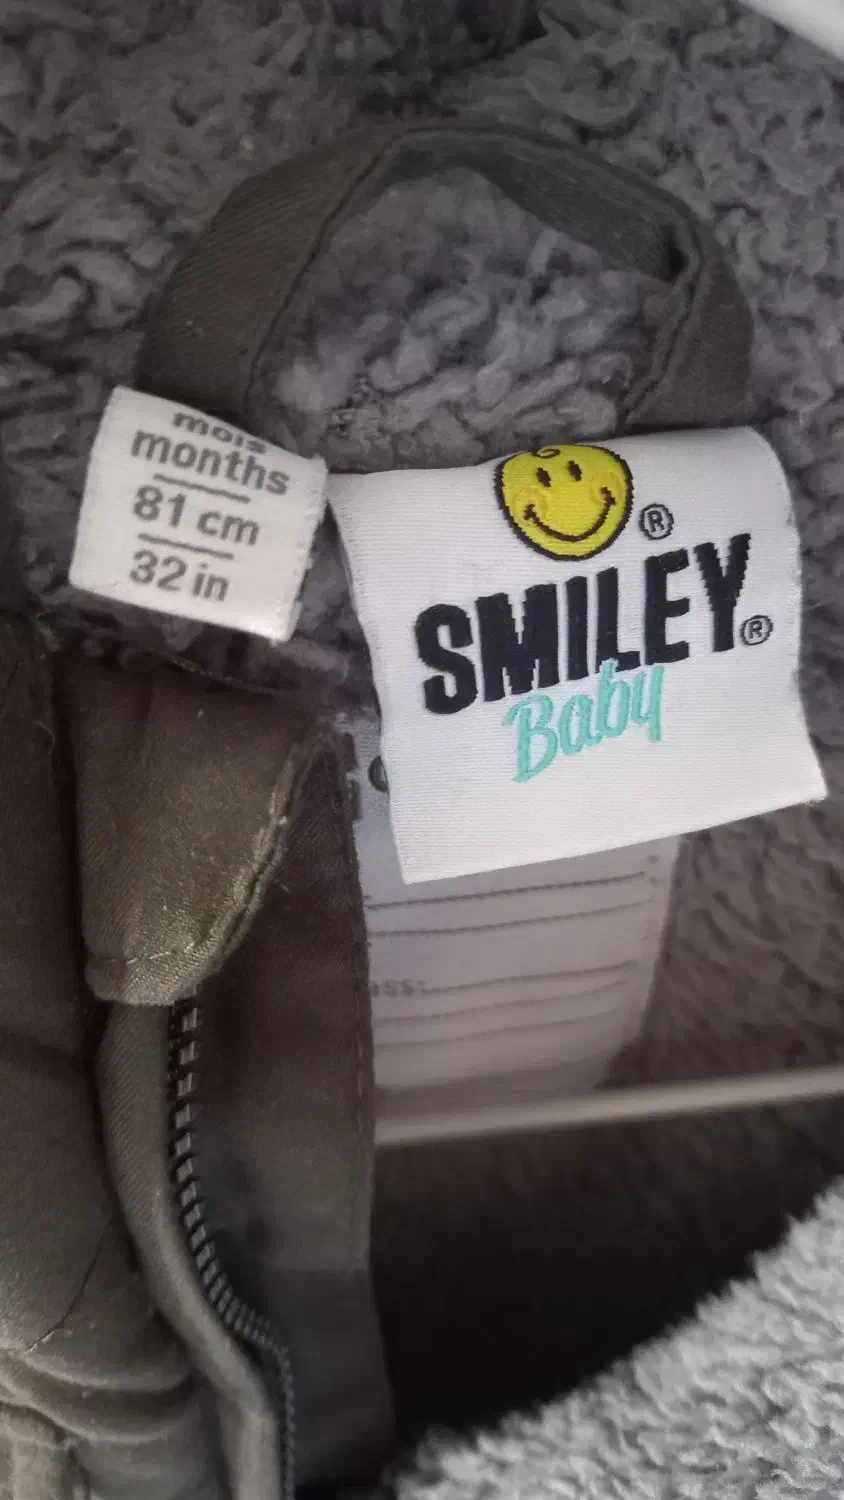 mois
months
81 cm
32 in
®
SMILEY®
Baby